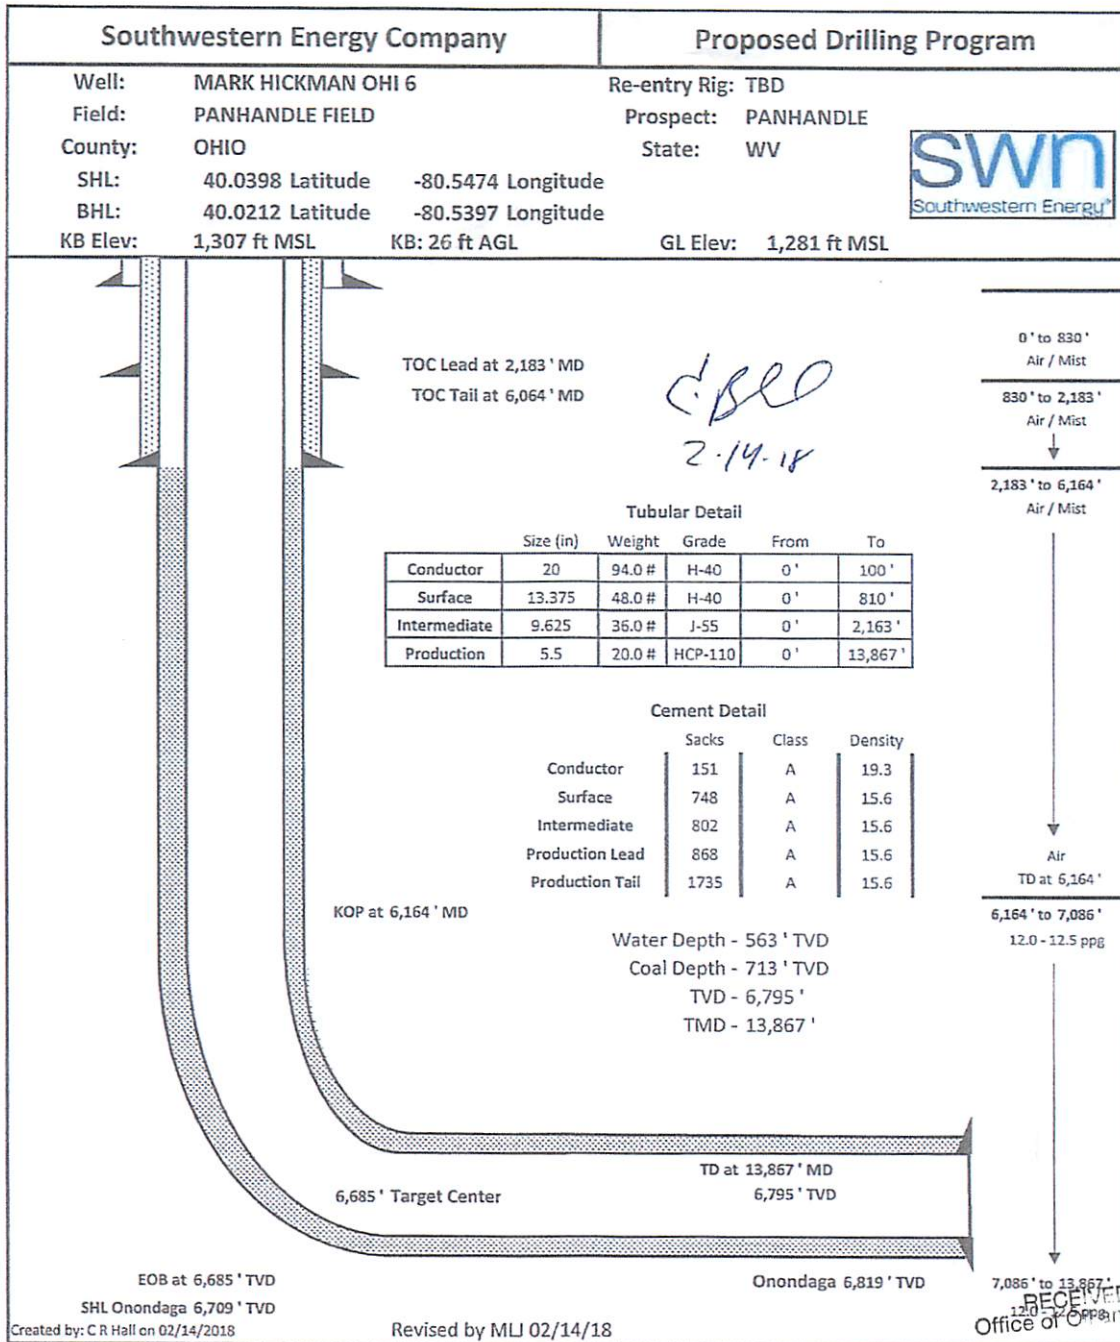 Southwestern Energy Company
Proposed Drilling Program
Well: MARK HICKMAN OHI 6 Re-entry Rig: TBD
Field: PANHANDLE FIELD Prospect: PANHANDLE
County: OHIO State: WV
SHL: 40.0398 Latitude -80.5474 Longitude
BHL: 40.0212 Latitude -80.5397 Longitude
KB Elev: 1,307 ft MSL KB: 26 ft AGL GL Elev: 1,281 ft MSL
swn
Southwestern Energy
TOC Lead at 2,183 ' MD
TOC Tail at 6,064 ' MD
2-14-18
0 ' to 830 '
Air / Mist
830 ' to 2,183 '
Air / Mist
2,183 ' to 6,164 '
Air / Mist
Tubular Detail
Size (in) Weight Grade From To
Conductor 20 94.0 # H-40 0 ' 100 '
Surface 13.375 48.0 # H-40 0 ' 810 '
Intermediate 9.625 36.0 # J-55 0 ' 2,163 '
Production 5.5 20.0 # HCP-110 0 ' 13,867 '
Cement Detail
Sacks Class Density
Conductor 151 A 19.3
Surface 748 A 15.6
Intermediate 802 A 15.6
Production Lead 868 A 15.6
Production Tail 1735 A 15.6
Air
TD at 6,164 '
KOP at 6,164 ' MD
6,164 ' to 7,086 '
12.0 - 12.5 ppg
Water Depth - 563 ' TVD
Coal Depth - 713 ' TVD
TVD - 6,795 '
TMD - 13,867 '
TD at 13,867 ' MD
6,795 ' TVD
6,685 ' Target Center
EOB at 6,685 ' TVD
Onondaga 6,819 ' TVD
7,086 ' to 13,867 '
12.0 - 12.5 ppg
SHL Onondaga 6,709 ' TVD
RECEIVED
Office of
Created by: C R Hall on 02/14/2018
Revised by MLJ 02/14/18